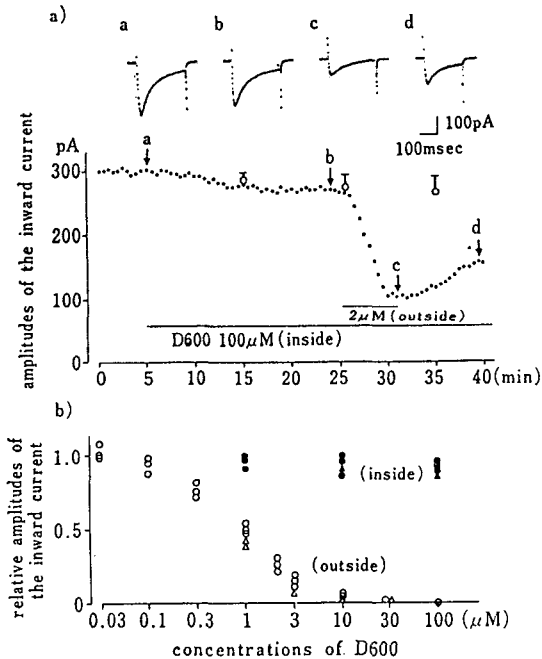 a)
a b c d
100pA
100msec
amplitudes of the inward current
pA
300
200
100
0
a
b
c
d
2μM(outside)
D600 100μM(inside)
0 5 10 15 20 25 30 35 40(min)
b)
relative amplitudes of
the inward current
1.0
0.5
0
(inside)
(outside)
0.03 0.1 0.3 1 3 10 30 100 (μM)
concentrations of D600